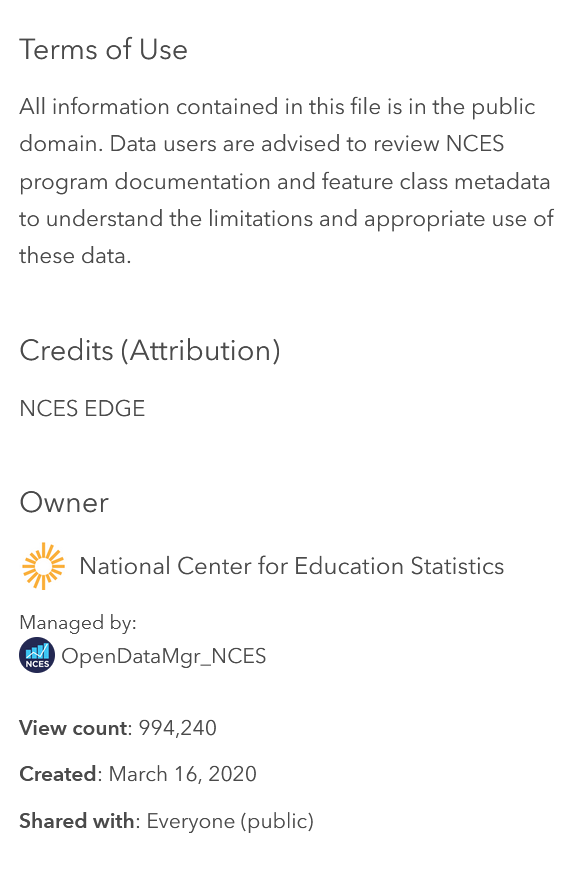 Terms of Use
All information contained in this file is in the public
domain. Data users are advised to review NCES
program documentation and feature class metadata
to understand the limitations and appropriate use of
these data.
Credits (Attribution)
NCES EDGE
Owner
National Center for Education Statistics
Managed by:
NCES OpenDataMgr_NCES
View count: 994,240
Created: March 16, 2020
Shared with: Everyone (public)